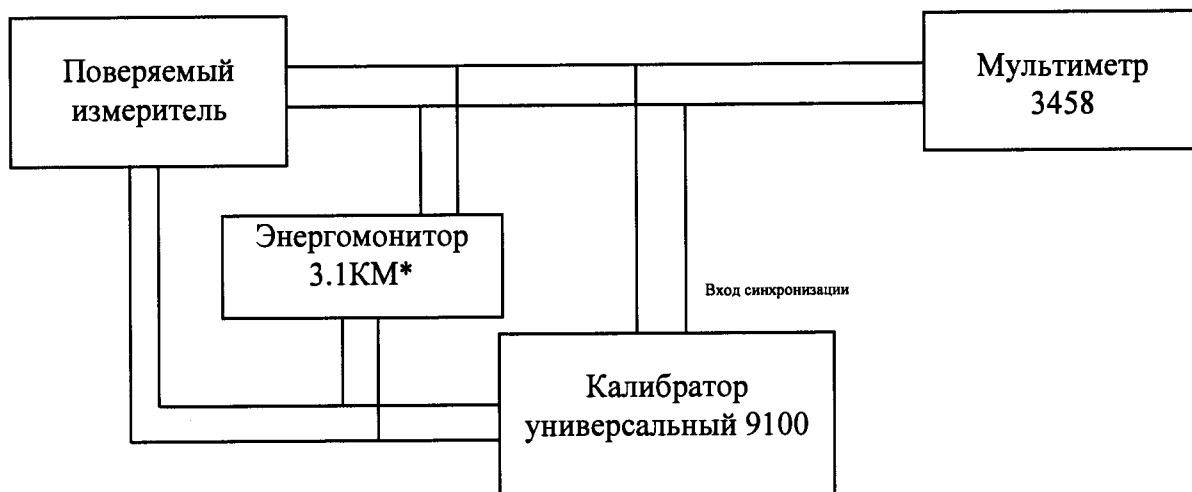 Поверяемый
измеритель
Мультиметр
3458
Энергомонитор
3.1КМ*
Вход синхронизации
Калибратор
универсальный 9100